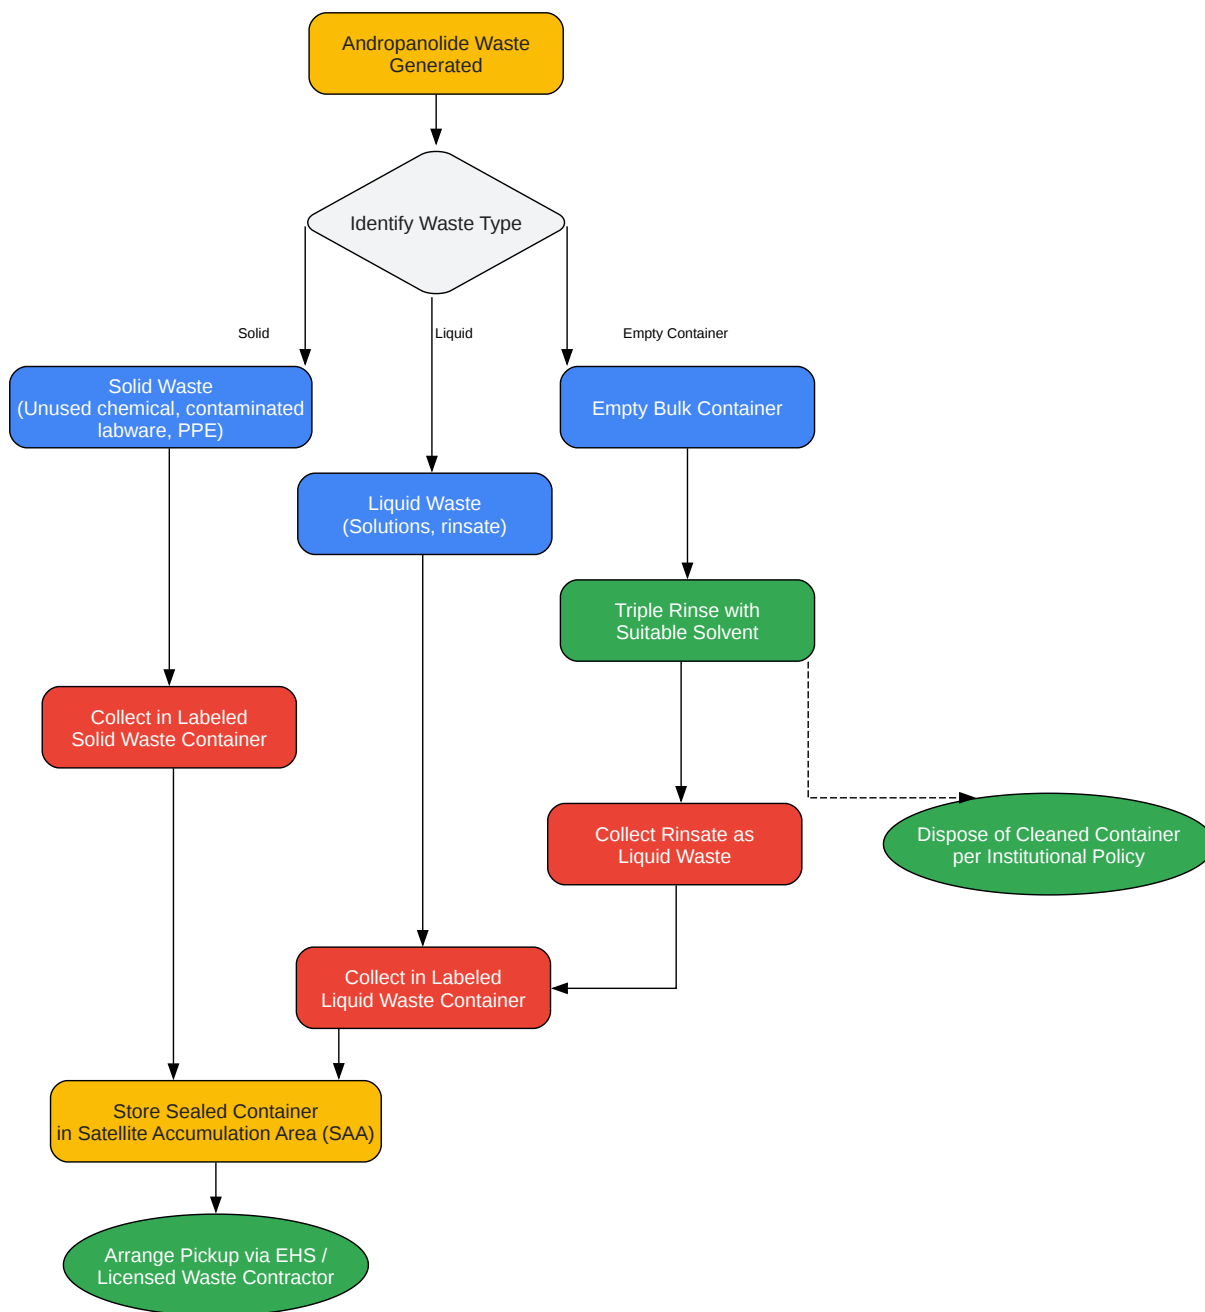 Andropanolide Waste
Generated
Identify Waste Type
Solid
Liquid
Empty Container
Solid Waste
(Unused chemical, contaminated
labware, PPE)
Empty Bulk Container
Liquid Waste
(Solutions, rinsate)
Triple Rinse with
Suitable Solvent
Collect in Labeled
Solid Waste Container
Collect Rinsate as
Liquid Waste
Dispose of Cleaned Container
per Institutional Policy
Collect in Labeled
Liquid Waste Container
Store Sealed Container
in Satellite Accumulation Area (SAA)
Arrange Pickup via EHS /
Licensed Waste Contractor